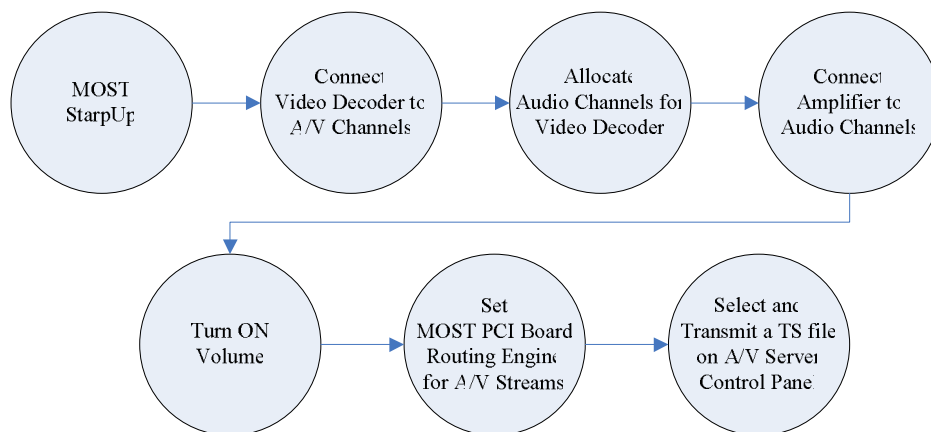 MOST
StarpUp
Connect
Video Decoder to
A/V Channels
Allocate
Audio Channels for
Video Decoder
Connect
Amplifier to
Audio Channels
Turn ON
Volume
Set
MOST PCI Board
Routing Engine
for A/V Streams
Select and
Transmit a TS file
on A/V Server
Control Panel